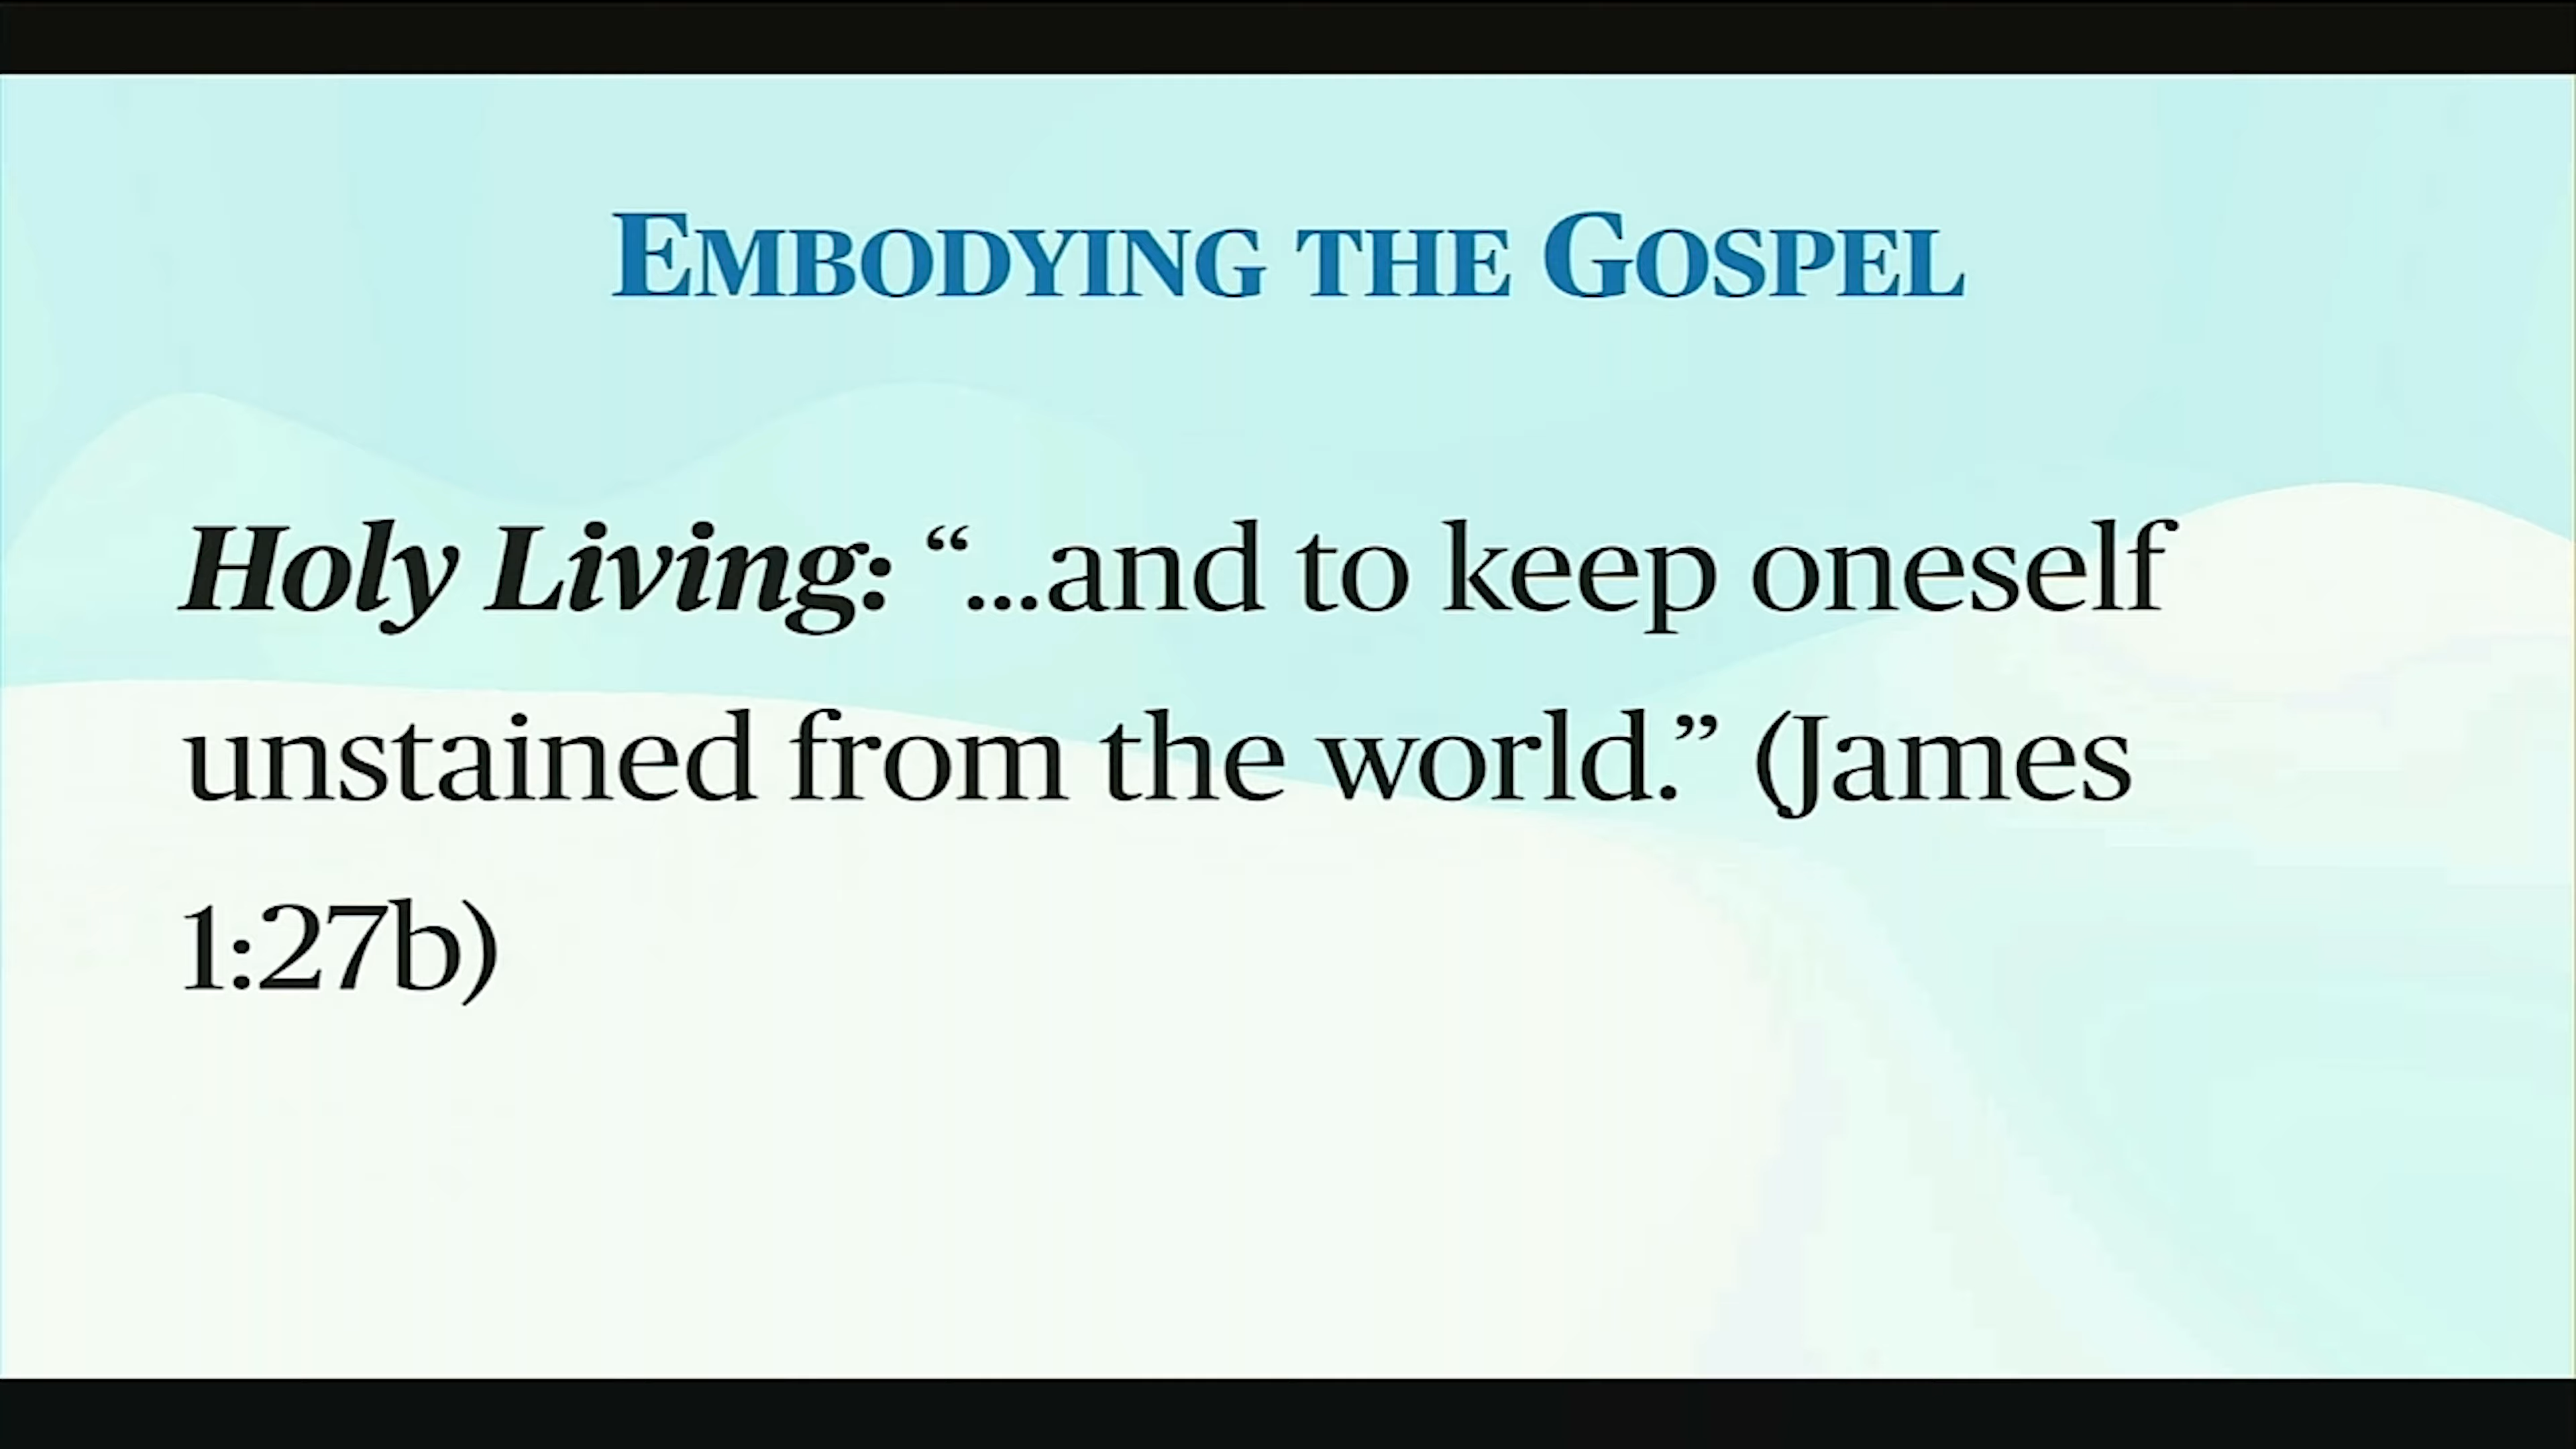 EMBODYING THE GOSPEL
Holy Living: “…and to keep oneself
unstained from the world.” (James
1:27b)